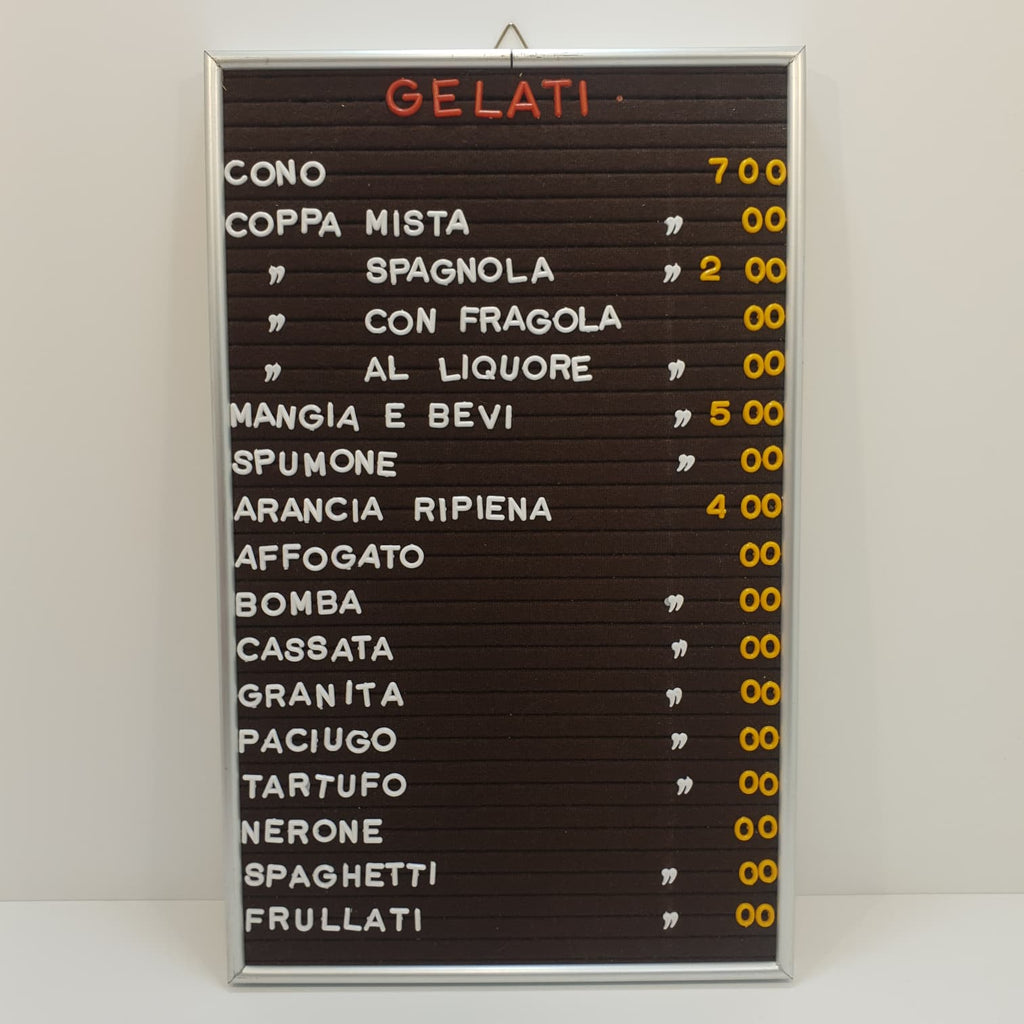 GELATI
CONO 700
COPPA MISTA " 00
" SPAGNOLA " 2 00
" CON FRAGOLA 00
" AL LIQUORE " 00
MANGIA E BEVI " 5 00
SPUMONE " 00
ARANCIA RIPIENA 4 00
AFFOGATO 00
BOMBA " 00
CASSATA " 00
GRANITA " 00
PACIUGO " 00
TARTUFO " 00
NERONE 00
SPAGHETTI " 00
FRULLATI " 00